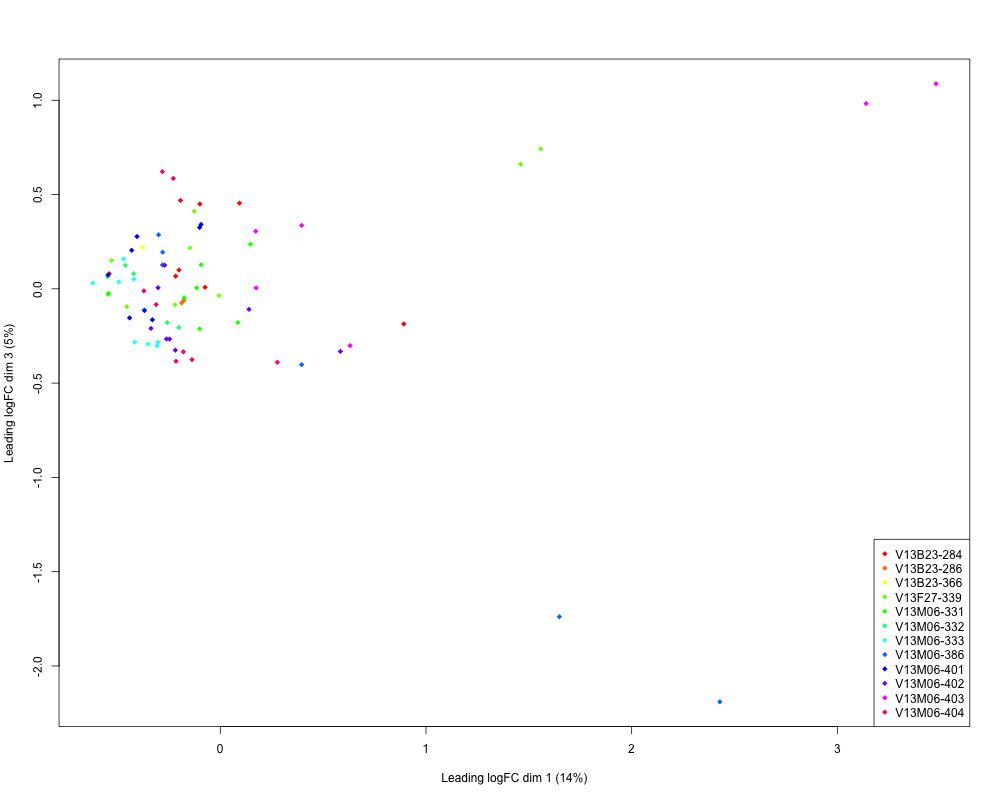 1.0
0.5
0.0
-0.5
-1.0
-1.5
-2.0
Leading logFC dim 3 (5%)
V13B23-284
V13B23-286
V13B23-366
V13F27-339
V13M06-331
V13M06-332
V13M06-333
V13M06-386
V13M06-401
V13M06-402
V13M06-403
V13M06-404
0 1 2 3
Leading logFC dim 1 (14%)